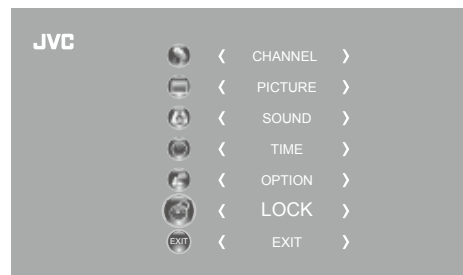 JVC
CHANNEL
PICTURE
SOUND
TIME
OPTION
LOCK
EXIT EXIT